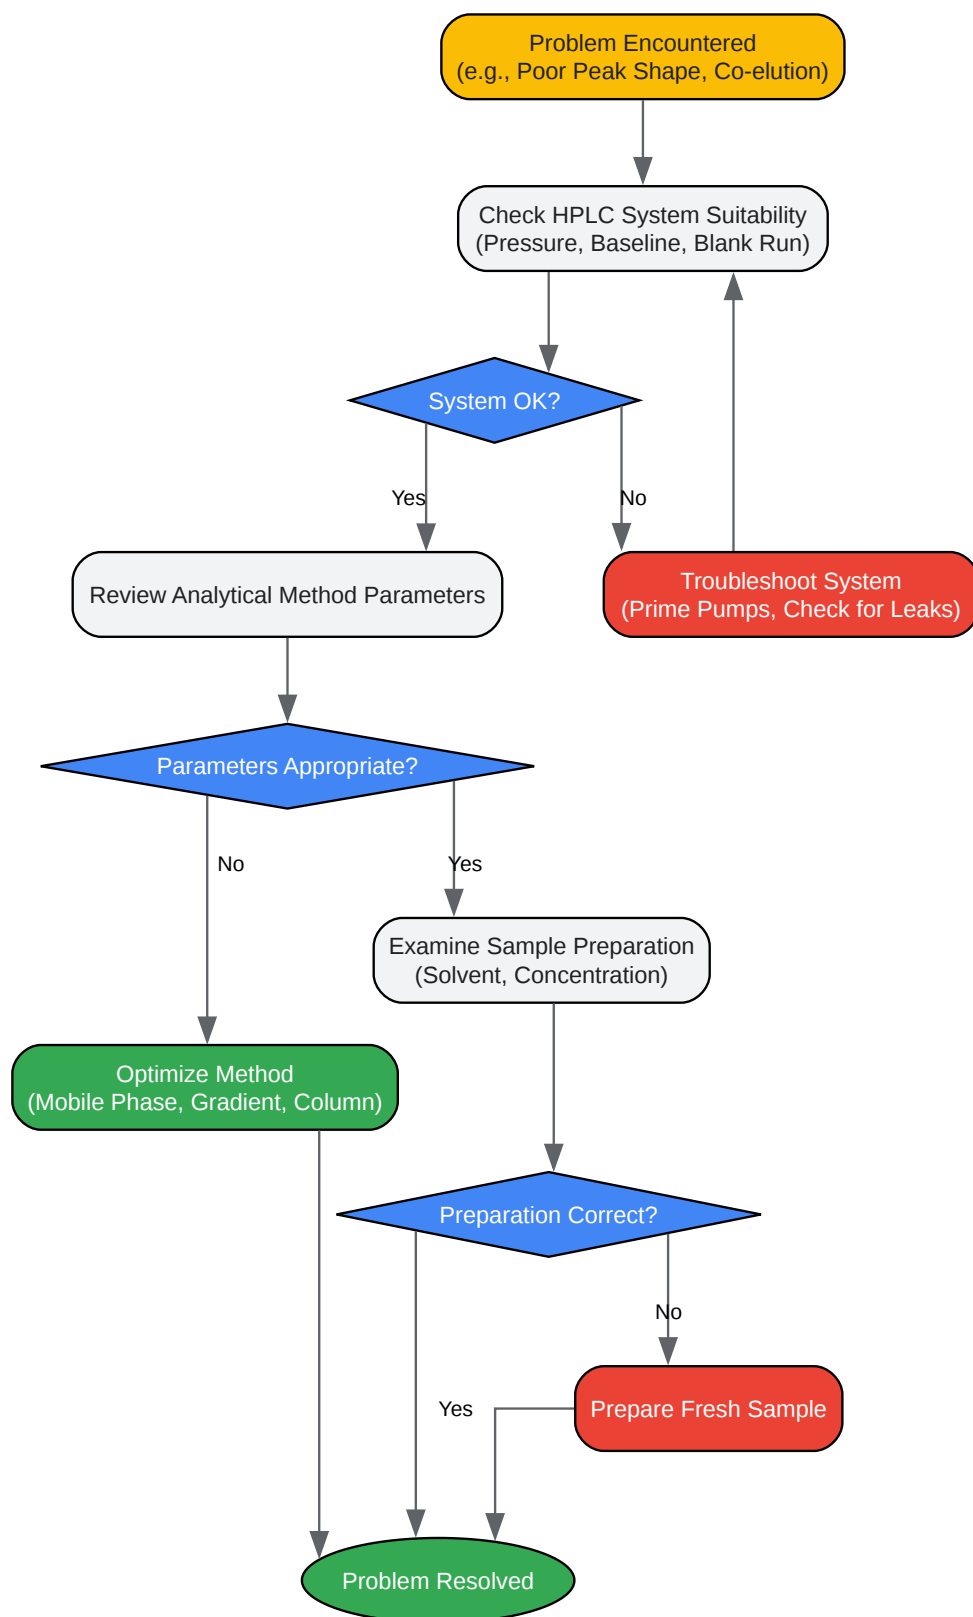 Problem Encountered
(e.g., Poor Peak Shape, Co-elution)
Check HPLC System Suitability
(Pressure, Baseline, Blank Run)
System OK?
Yes
No
Review Analytical Method Parameters
Troubleshoot System
(Prime Pumps, Check for Leaks)
Parameters Appropriate?
No
Yes
Examine Sample Preparation
(Solvent, Concentration)
Optimize Method
(Mobile Phase, Gradient, Column)
Preparation Correct?
No
Yes
Prepare Fresh Sample
Problem Resolved